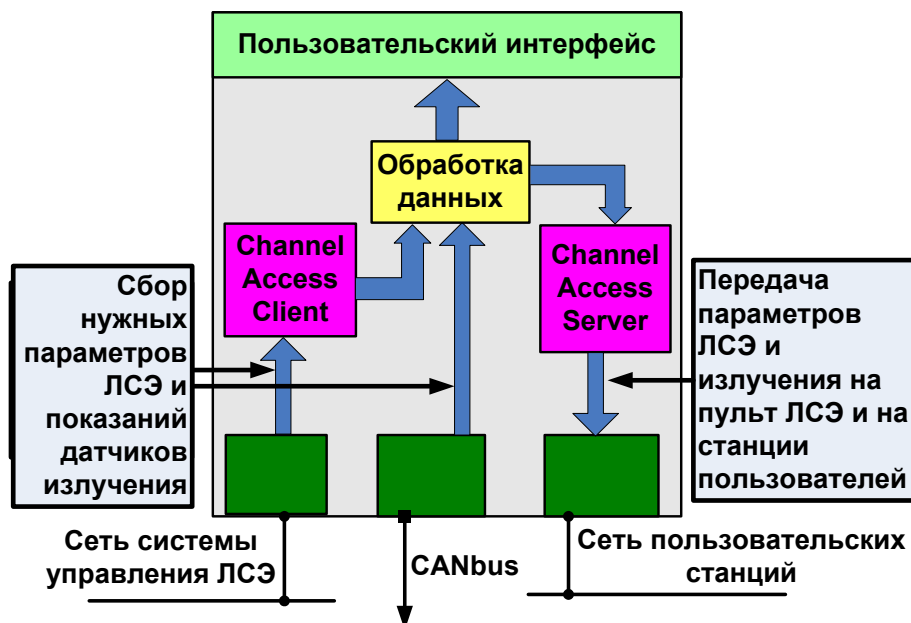 Пользовательский интерфейс
Обработка
данных
Channel
Access
Client
Channel
Access
Server
Сбор
нужных
параметров
ЛСЭ и
показаний
датчиков
излучения
Передача
параметров
ЛСЭ и
излучения на
пульт ЛСЭ и на
станции
пользователей
Сеть системы
управления ЛСЭ
CANbus
Сеть пользовательских
станций